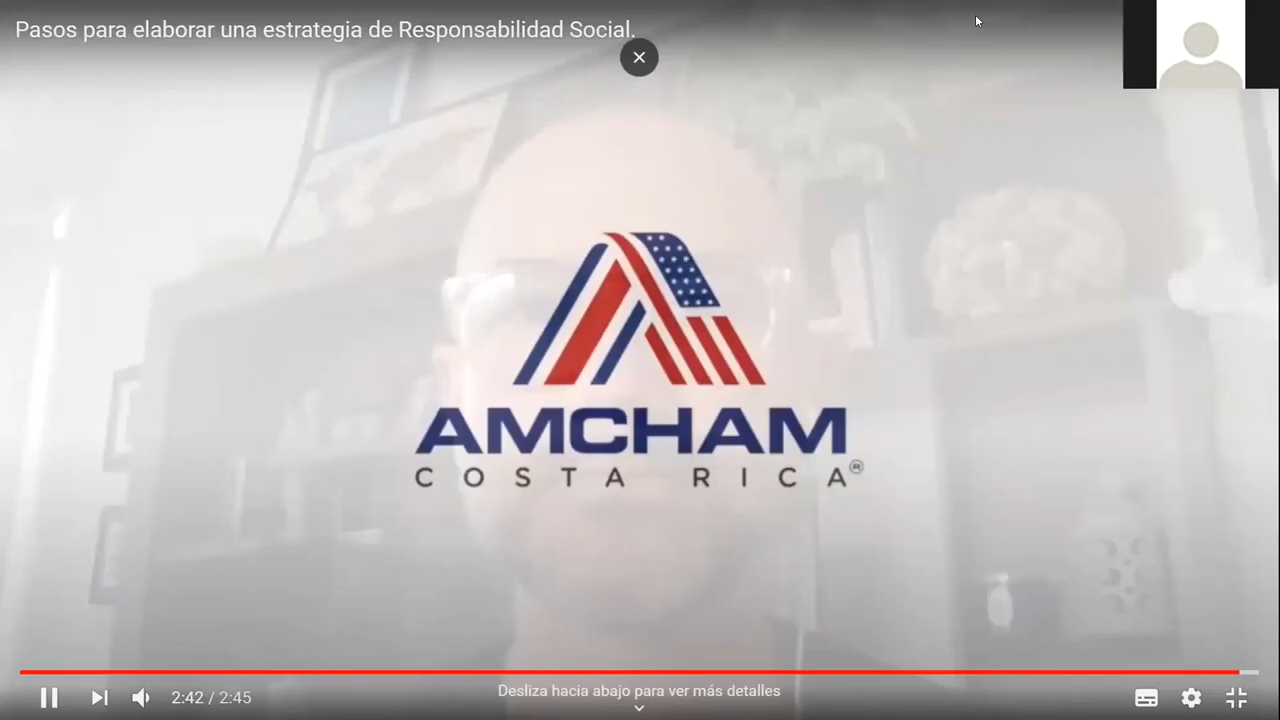 Pasos para elaborar una estrategia de Responsabilidad Social.
AMCHAM
COSTA RICA®
2:42 / 2:45
Desliza hacia abajo para ver más detalles